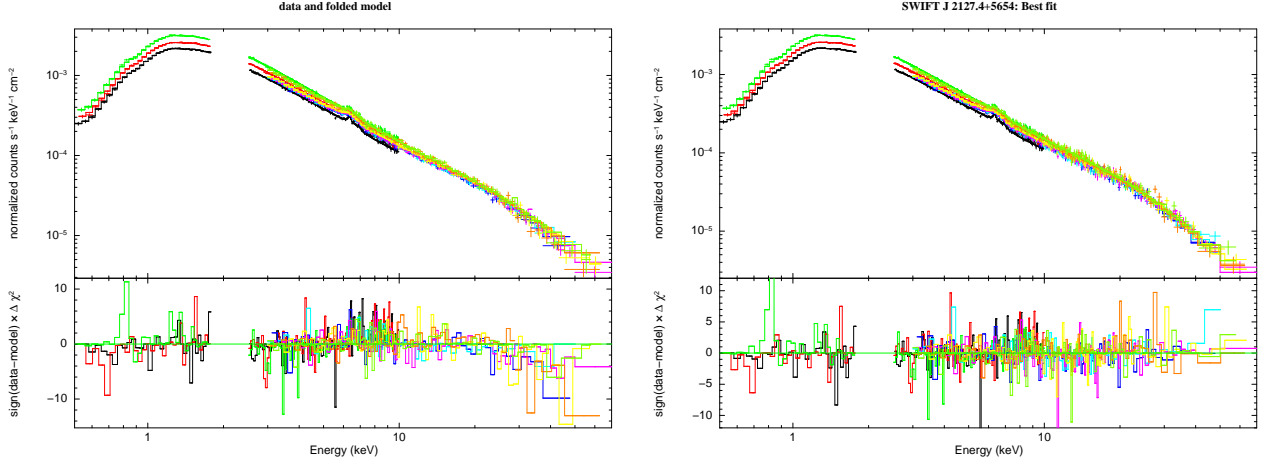 data and folded model
normalized counts s⁻¹ keV⁻¹ cm⁻²
10⁻³
10⁻⁴
10⁻⁵
sign(data−model) × Δ χ²
10
0
−10
1
10
Energy (keV)
SWIFT J 2127.4+5654: Best fit
normalized counts s⁻¹ keV⁻¹ cm⁻²
10⁻³
10⁻⁴
10⁻⁵
sign(data−model) × Δ χ²
10
5
0
−5
−10
1
10
Energy (keV)